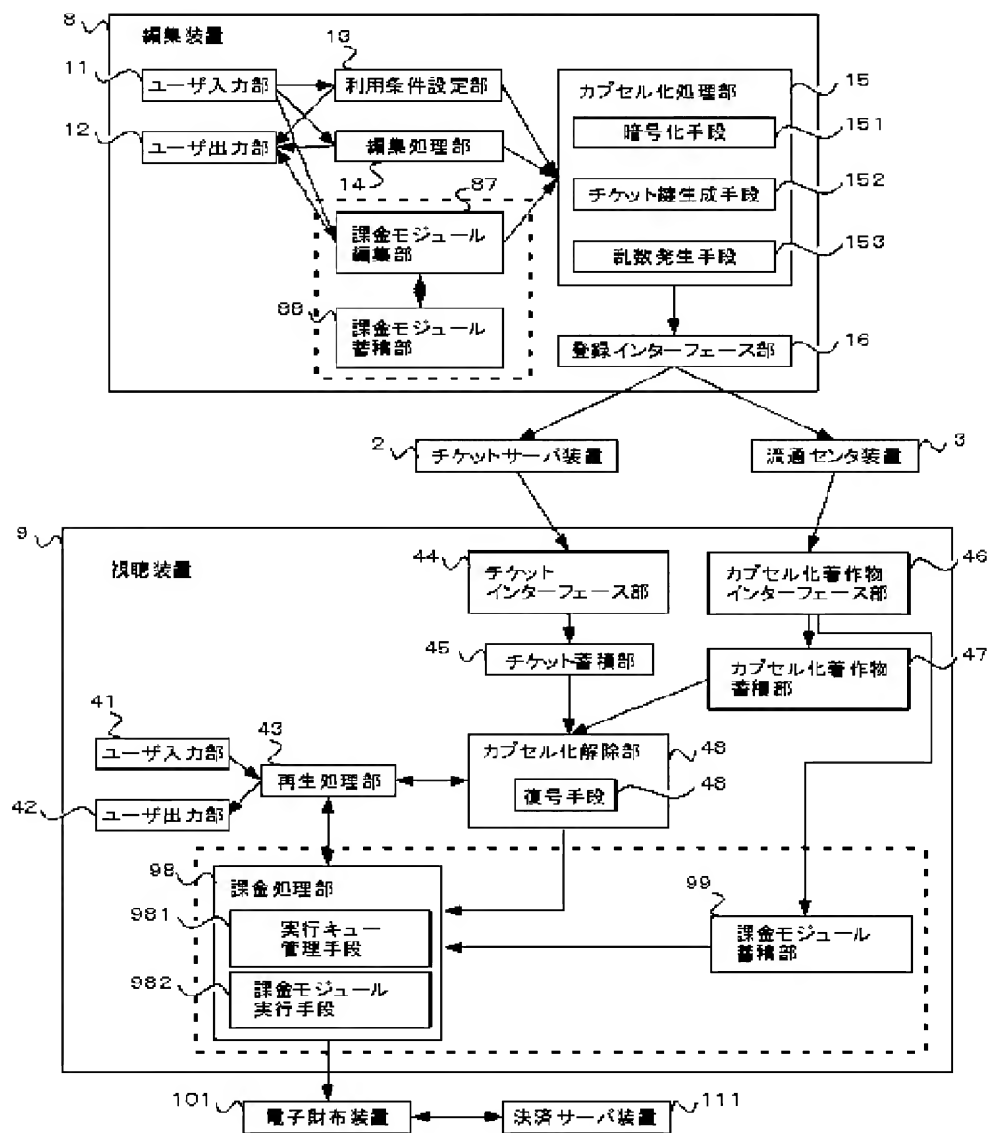 8
編集装置
11
ユーザ入力部
13
利用条件設定部
カプセル化処理部
15
暗号化手段
151
12
ユーザ出力部
編集処理部
14
87
チケット鍵生成手段
152
課金モジュール
編集部
乱数発生手段
153
88
課金モジュール
蓄積部
登録インターフェース部
16
2
チケットサーバ装置
流通センタ装置
3
9
視聴装置
44
チケット
インターフェース部
カプセル化著作物
インターフェース部
46
45
チケット蓄積部
カプセル化著作物
蓄積部
47
41
ユーザ入力部
43
再生処理部
カプセル化解除部
48
復号手段
48
42
ユーザ出力部
98
課金処理部
981
実行キュー
管理手段
99
課金モジュール
蓄積部
982
課金モジュール
実行手段
101
電子財布装置
決済サーバ装置
111